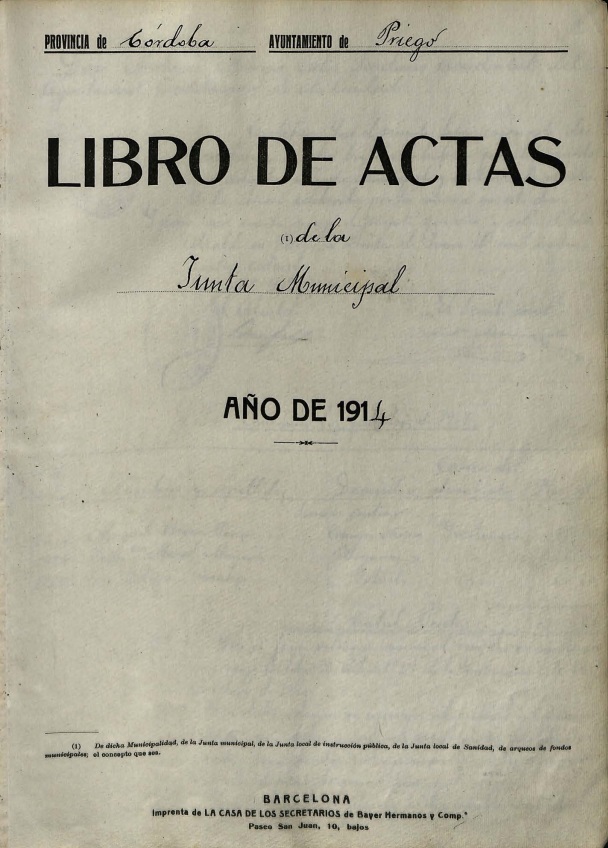 PROVINCIA de Córdoba AYUNTAMIENTO de Priego
LIBRO DE ACTAS
(1) de la
Junta Municipal
AÑO DE 1914
(1) De dicha Municipalidad, de la Junta municipal, de la Junta local de instrucción pública, de la Junta local de Sanidad, de arqueos de fondos
municipales; el concepto que sea.
BARCELONA
Imprenta de LA CASA DE LOS SECRETARIOS de Bayer Hermanos y Comp.ª
Paseo San Juan, 10, bajos